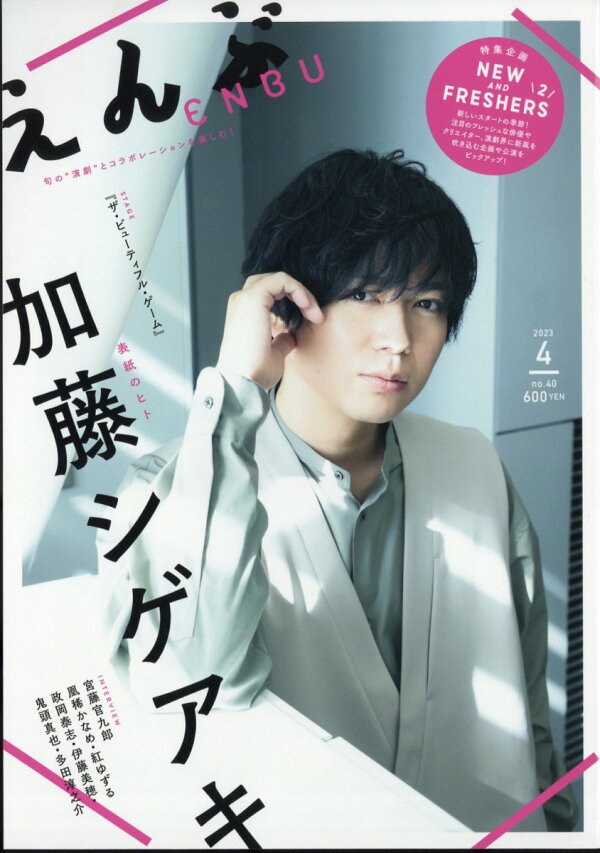 えんぶ
ENBU
旬の"演劇"とコラボレーションを楽しむ!
特集企画
NEW
AND
FRESHERS
\2/
新しいスタートの季節!
注目のフレッシュな俳優や
クリエイター、演劇界に新風を
吹き込む企画や公演を
ピックアップ!
STAGE
『ザ・ビューティフル・ゲーム』
表紙のヒト
加藤シゲアキ
2023
4
no.40
600YEN
INTERVIEW
宮藤官九郎
凰稀かなめ・紅ゆずる
政岡泰志・伊藤美穂・
鬼頭真也・多田淳之介